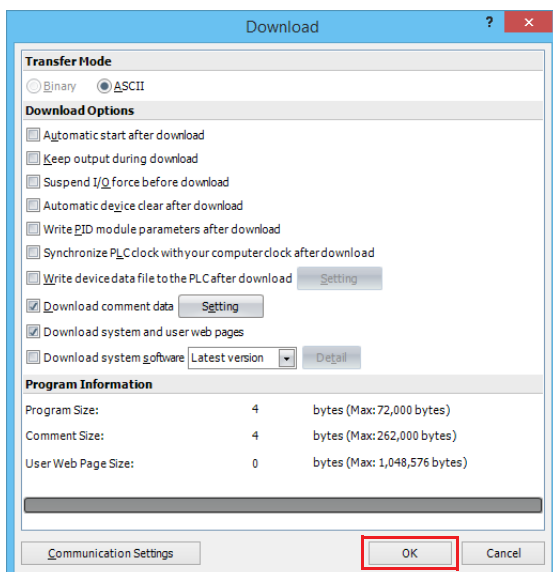 Download
? ×
Transfer Mode
Binary ASCII
Download Options
Automatic start after download
Keep output during download
Suspend I/O force before download
Automatic device clear after download
Write PID module parameters after download
Synchronize PLC clock with your computer clock after download
Write device data file to the PLC after download Setting
Download comment data Setting
Download system and user web pages
Download system software Latest version Detail
Program Information
Program Size: 4 bytes (Max: 72,000 bytes)
Comment Size: 4 bytes (Max: 262,000 bytes)
User Web Page Size: 0 bytes (Max: 1,048,576 bytes)
Communication Settings OK Cancel